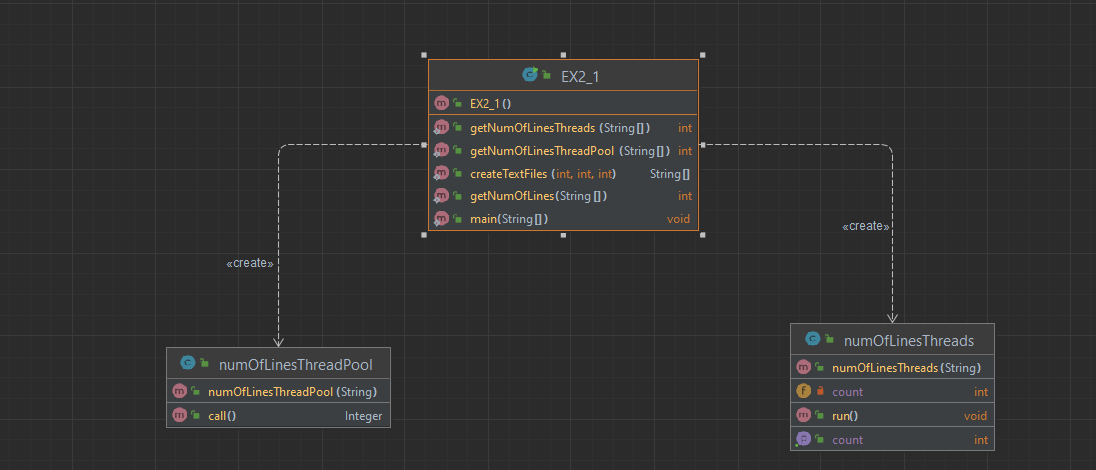 EX2_1
EX2_1()
getNumOfLinesThreads (String[]) int
getNumOfLinesThreadPool (String[]) int
createTextFiles (int, int, int) String[]
getNumOfLines(String[]) int
main(String[]) void
«create»
«create»
numOfLinesThreadPool
numOfLinesThreadPool (String)
call() Integer
numOfLinesThreads
numOfLinesThreads (String)
count int
run() void
count int